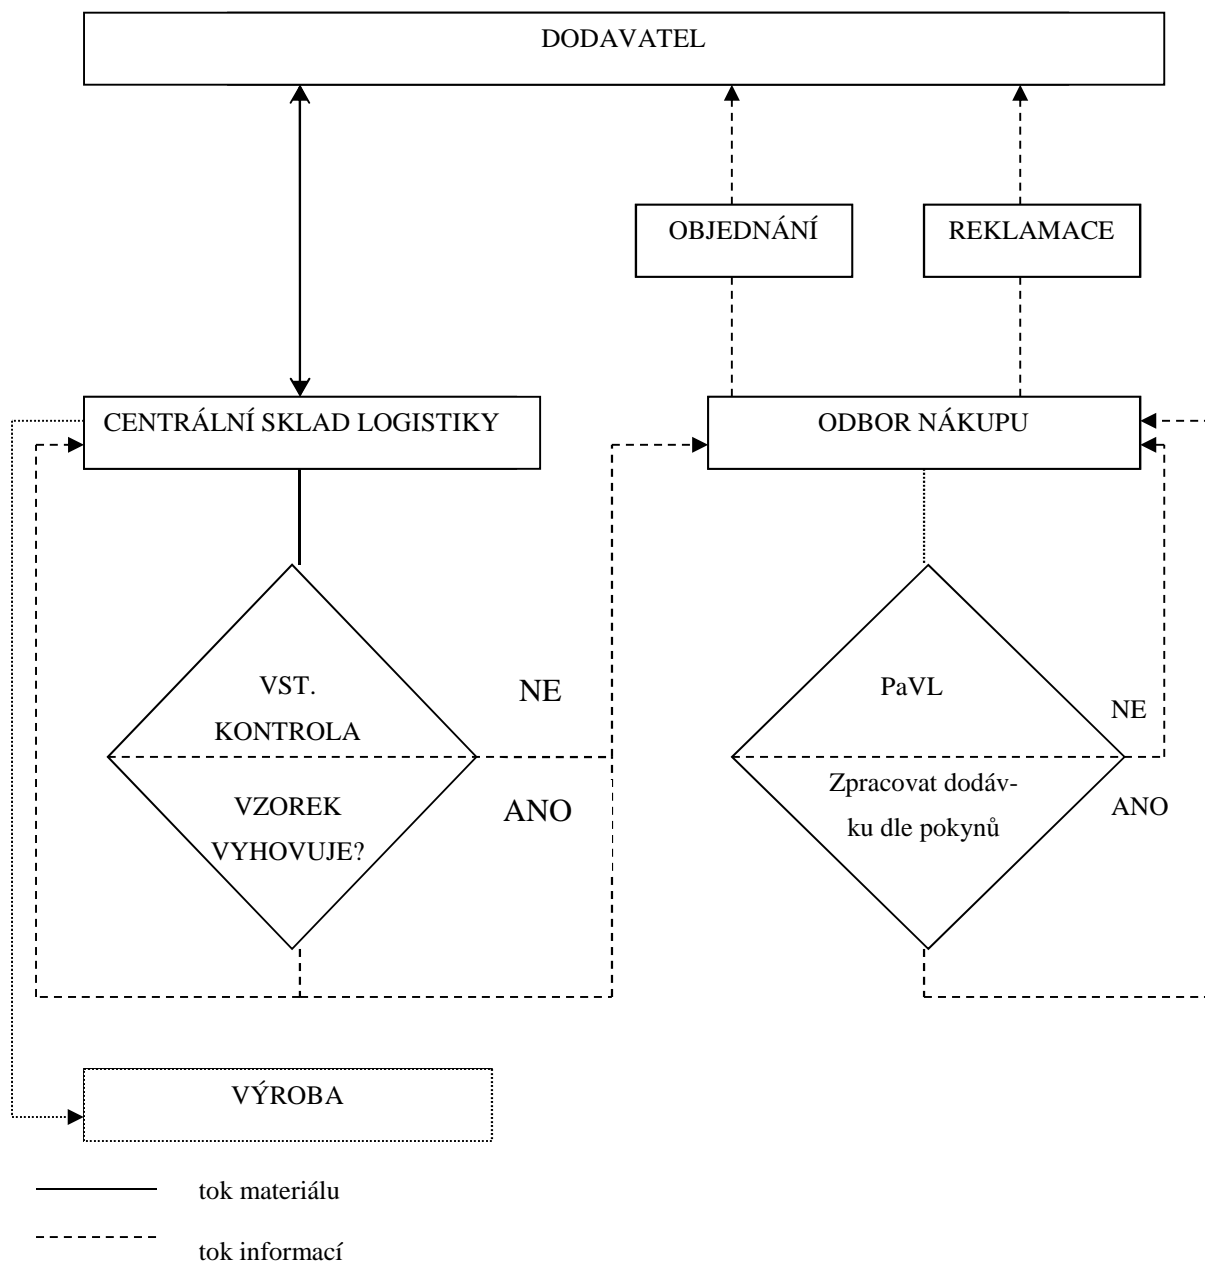 DODAVATEL
OBJEDNÁNÍ
REKLAMACE
CENTRÁLNÍ SKLAD LOGISTIKY
ODBOR NÁKUPU
VST.
KONTROLA
NE
VZOREK
VYHOVUJE?
ANO
PaVL
NE
Zpracovat dodáv-
ku dle pokynů
ANO
VÝROBA
tok materiálu
tok informací